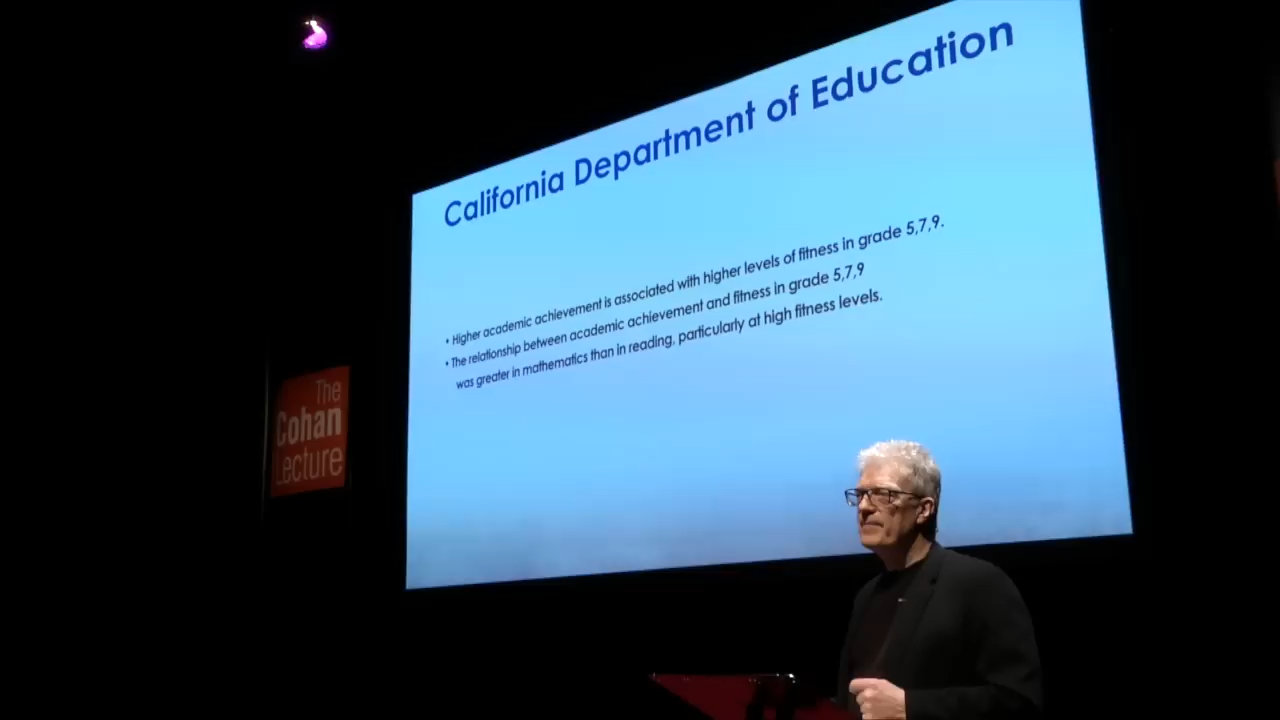 California Department of Education
• Higher academic achievement is associated with higher levels of fitness in grade 5,7,9.
• The relationship between academic achievement and fitness in grade 5,7,9
was greater in mathematics than in reading, particularly at high fitness levels.
The
Cohan
Lecture